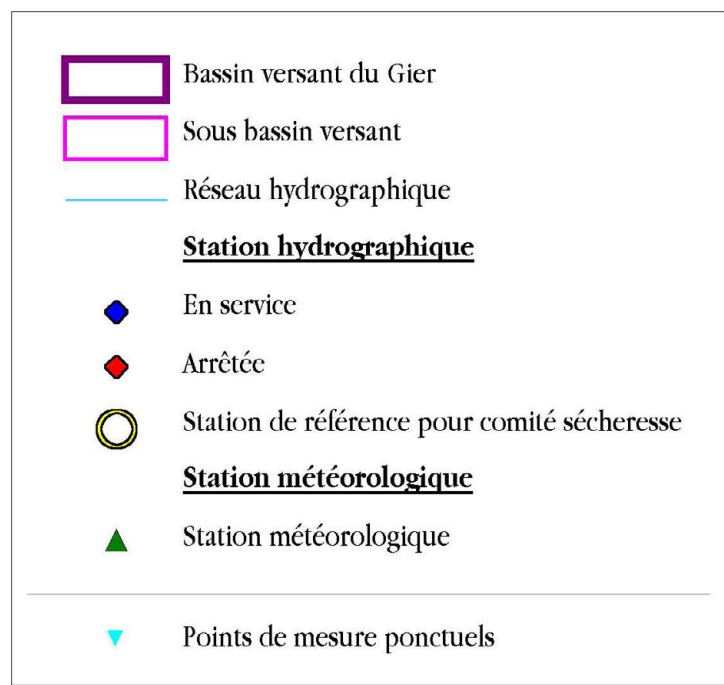 Bassin versant du Gier
Sous bassin versant
Réseau hydrographique
Station hydrographique
En service
Arrêtée
Station de référence pour comité sécheresse
Station météorologique
Station météorologique
Points de mesure ponctuels